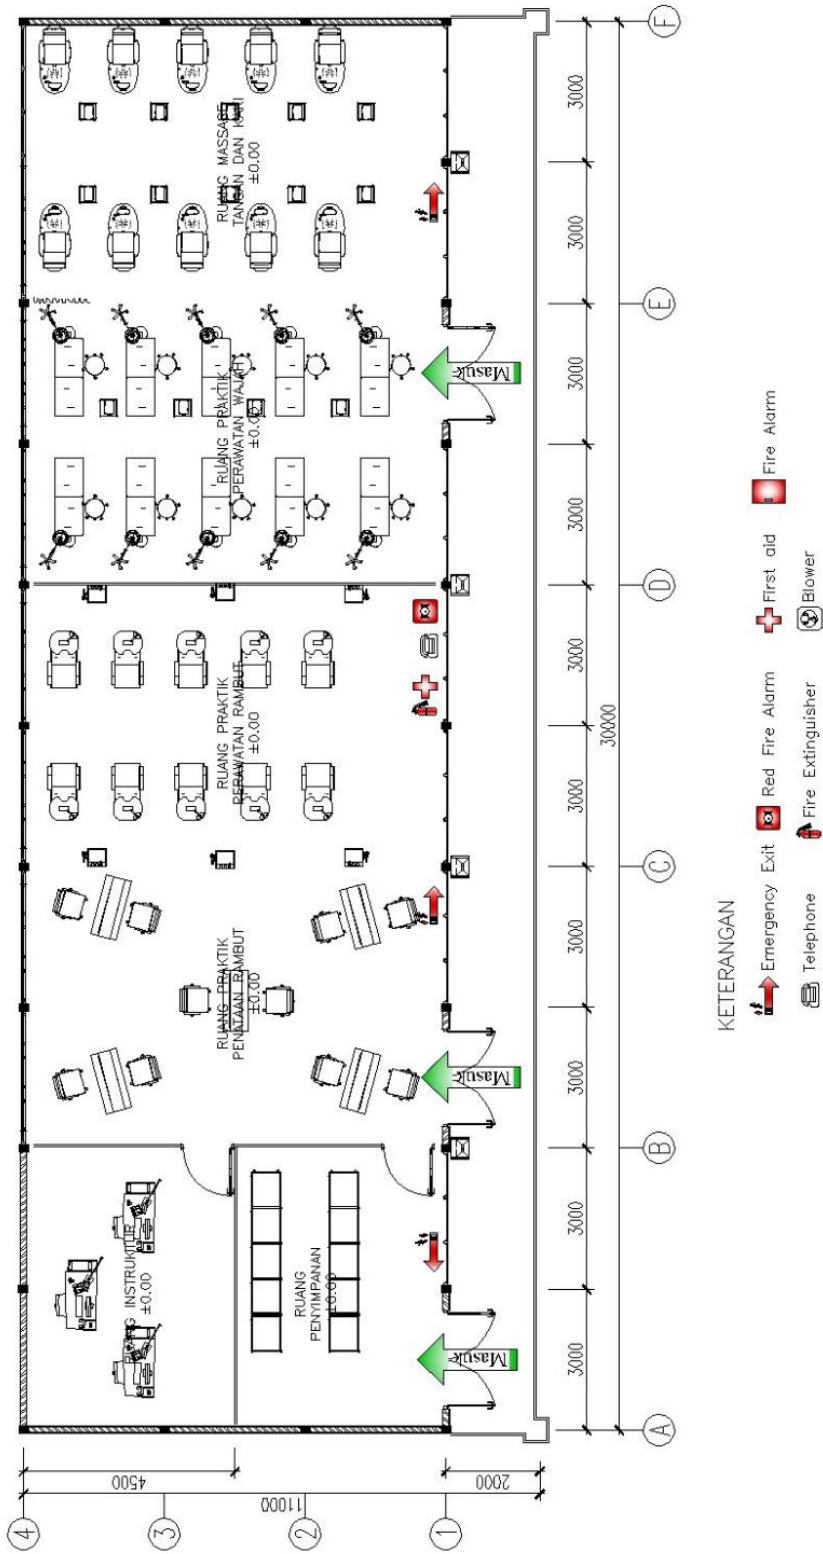 4
3
2
1
4500
11000
2000
RUANG INSTRUKTUR
±0.00
RUANG
PENYIMPANAN
±0.00
RUANG PRAKTIK
PENATAAN RAMBUT
±0.00
RUANG PRAKTIK
PERAWATAN RAMBUT
±0.00
RUANG PRAKTIK
PERAWATAN WAJAH
±0.00
RUANG MASSAGE
TANGAN DAN KAKI
±0.00
Masuk
Masuk
Masuk
3000
3000
3000
3000
3000
3000
3000
3000
3000
3000
30000
A
B
C
D
E
F
KETERANGAN
Emergency Exit
Red Fire Alarm
First aid
Fire Alarm
Telephone
Fire Extinguisher
Blower